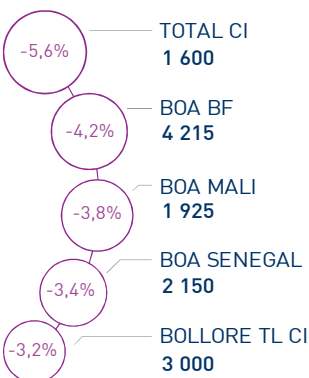 -5,6%
TOTAL CI
1 600
-4,2%
BOA BF
4 215
-3,8%
BOA MALI
1 925
-3,4%
BOA SENEGAL
2 150
-3,2%
BOLLORE TL CI
3 000